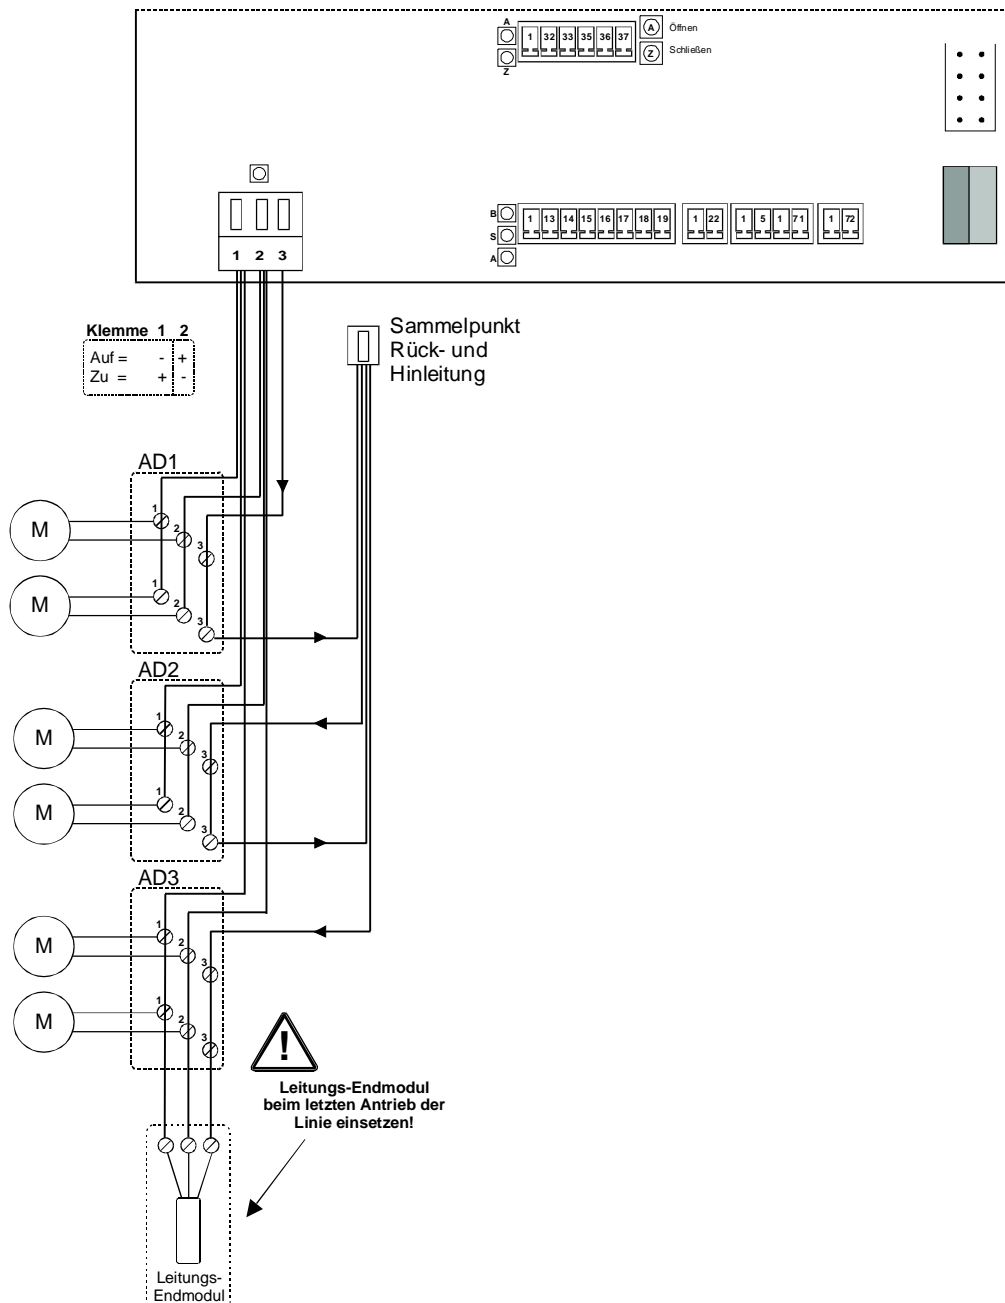 A
Z
1 32 33 35 36 37
A Öffnen
Z Schließen
B
S
A
1 13 14 15 16 17 18 19
1 22
1 5 1 71
1 72
1 2 3
Klemme 1 2
Auf = - +
Zu = + -
Sammelpunkt
Rück- und
Hinleitung
AD1
M
1
2
3
M
1
2
3
AD2
M
1
2
3
M
1
2
3
AD3
M
1
2
3
M
1
2
3
!
Leitungs-Endmodul
beim letzten Antrieb der
Linie einsetzen!
Leitungs-
Endmodul